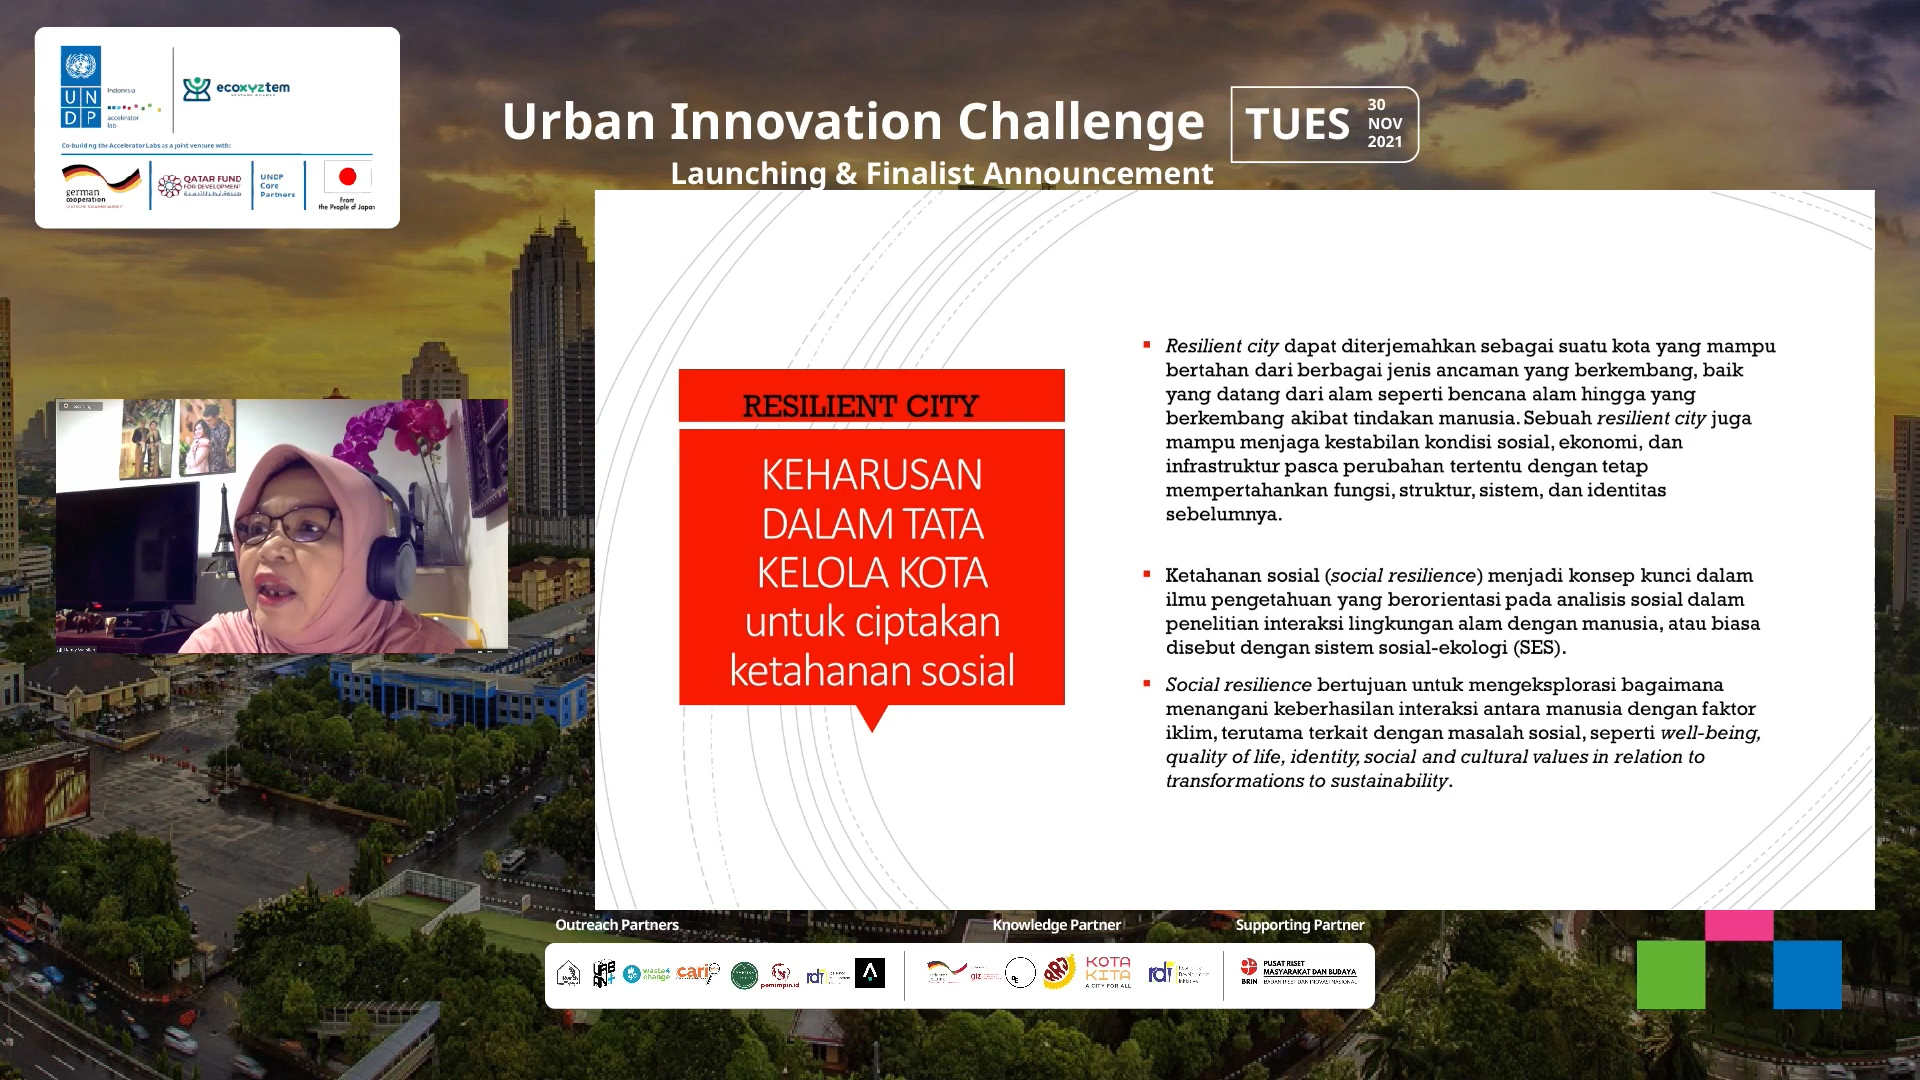 UN
DP
Indonesia
accelerator
lab
ecoxyztem
Co-building the Accelerator Labs as a joint venture with:
german
cooperation
QATAR FUND
FOR DEVELOPMENT
UNDP
Core
Partners
From
the People of Japan
Urban Innovation Challenge
TUES
30
NOV
2021
Launching & Finalist Announcement
RESILIENT CITY
KEHARUSAN
DALAM TATA
KELOLA KOTA
untuk ciptakan
ketahanan sosial
Resilient city dapat diterjemahkan sebagai suatu kota yang mampu
bertahan dari berbagai jenis ancaman yang berkembang, baik
yang datang dari alam seperti bencana alam hingga yang
berkembang akibat tindakan manusia. Sebuah resilient city juga
mampu menjaga kestabilan kondisi sosial, ekonomi, dan
infrastruktur pasca perubahan tertentu dengan tetap
mempertahankan fungsi, struktur, sistem, dan identitas
sebelumnya.
Ketahanan sosial (social resilience) menjadi konsep kunci dalam
ilmu pengetahuan yang berorientasi pada analisis sosial dalam
penelitian interaksi lingkungan alam dengan manusia, atau biasa
disebut dengan sistem sosial-ekologi (SES).
Social resilience bertujuan untuk mengeksplorasi bagaimana
menangani keberhasilan interaksi antara manusia dengan faktor
iklim, terutama terkait dengan masalah sosial, seperti well-being,
quality of life, identity, social and cultural values in relation to
transformations to sustainability.
Outreach Partners
Knowledge Partner
Supporting Partner
waste4
change
cari
pemimpin.id
rdi
giz
KOTA
KITA
A CITY FOR ALL
rdi
BRIN
PUSAT RISET
MASYARAKAT DAN BUDAYA
BADAN RISET DAN INOVASI NASIONAL